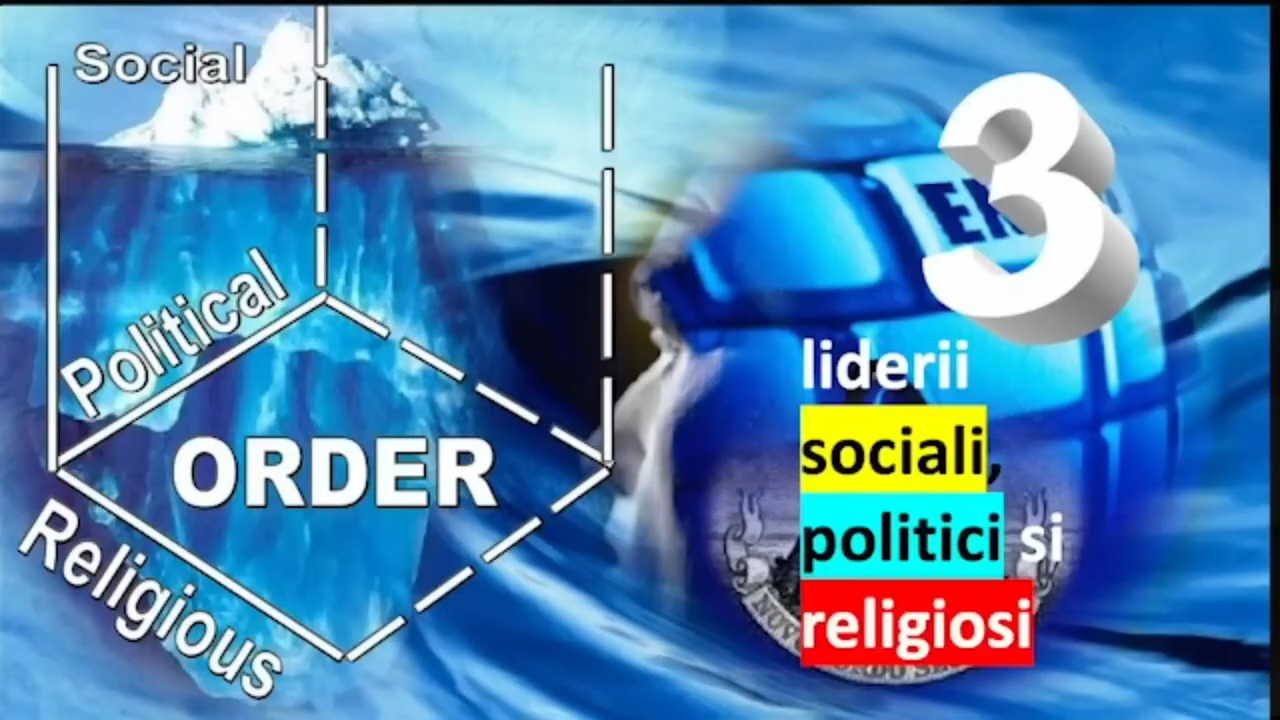 Social
Political
ORDER
Religious
3
liderii
sociali,
politici si
religiosi